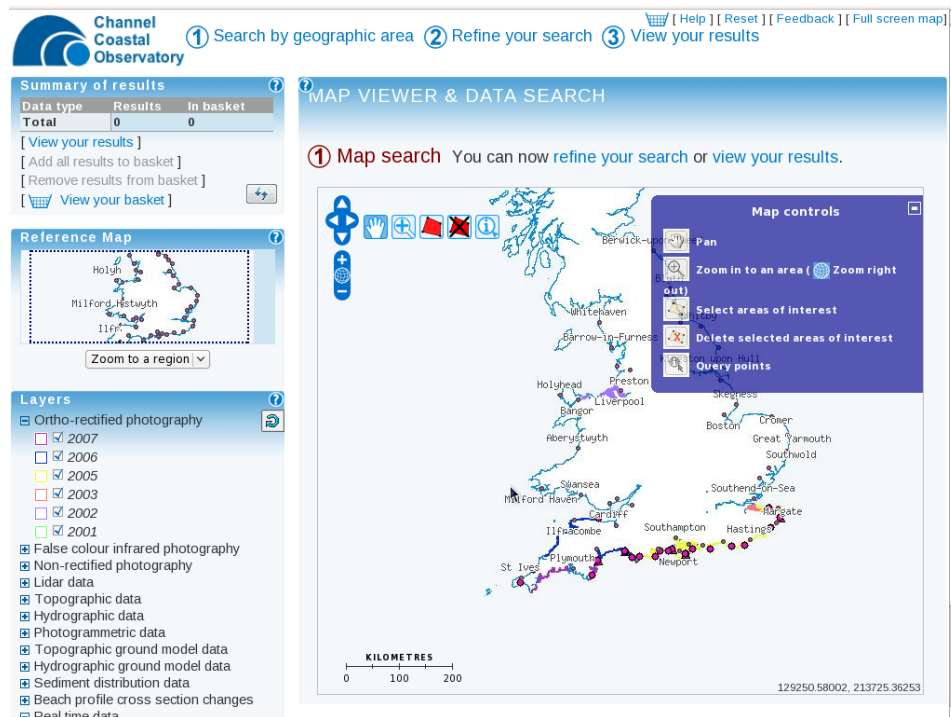 Channel
Coastal
Observatory
[ Help ] [ Reset ] [ Feedback ] [ Full screen map]
1 Search by geographic area 2 Refine your search 3 View your results
Summary of results ?
Data type Results In basket
Total 0 0
[ View your results ]
[ Add all results to basket ]
[ Remove results from basket ]
[ View your basket ]
Reference Map ?
Holyh
Milford Hstwyth
Ilfr
Zoom to a region
Layers ?
Ortho-rectified photography
2007
2006
2005
2003
2002
2001
False colour infrared photography
Non-rectified photography
Lidar data
Topographic data
Hydrographic data
Photogrammetric data
Topographic ground model data
Hydrographic ground model data
Sediment distribution data
Beach profile cross section changes
Real time data
?
MAP VIEWER & DATA SEARCH
1 Map search You can now refine your search or view your results.
Map controls
Pan
Zoom in to an area ( Zoom right
out)
Select areas of interest
Delete selected areas of interest
Query points
Berwick-upon-
Whitehaven
Barrow-in-Furness
Kingston upon Hull
Holyhead
Preston
Liverpool
Bangor
Skegness
Boston
Cromer
Aberystwyth
Great Yarmouth
Southwold
Swansea
Milford Haven
Southend-on-Sea
Cardiff
Margate
Ilfracombe
Southampton
Hastings
Plymouth
Newport
St Ives
KILOMETRES
0 100 200
129250.58002, 213725.36253